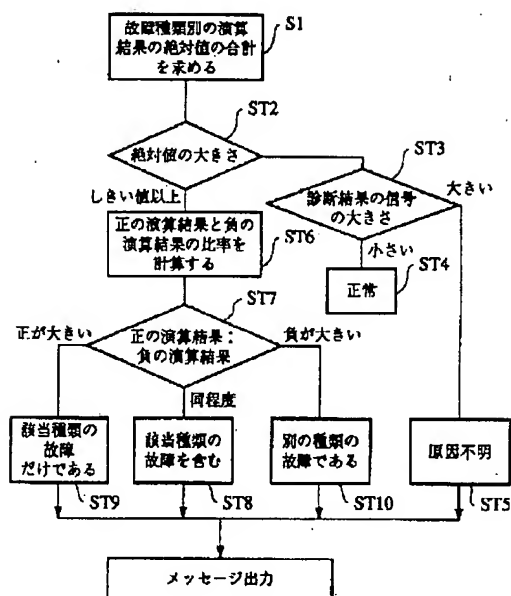 S1
故障種類別の演算
結果の絶対値の合計
を求める
ST2
絶対値の大きさ
ST3
診断結果の信号
の大きさ
大きい
しきい値以上
正の演算結果と負の
演算結果の比率を
計算する
ST6
小さい
正常
ST4
ST7
正が大きい
正の演算結果:
負の演算結果
負が大きい
同程度
該当種類の
故障
だけである
ST9
該当種類の
故障を含む
ST8
別の種類の
故障である
ST10
原因不明
ST5
メッセージ出力